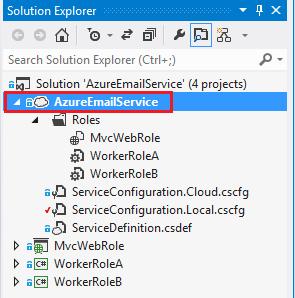 Solution Explorer
Search Solution Explorer (Ctrl+;)
Solution 'AzureEmailService' (4 projects)
AzureEmailService
Roles
MvcWebRole
WorkerRoleA
WorkerRoleB
ServiceConfiguration.Cloud.cscfg
ServiceConfiguration.Local.cscfg
ServiceDefinition.csdef
MvcWebRole
C# WorkerRoleA
C# WorkerRoleB